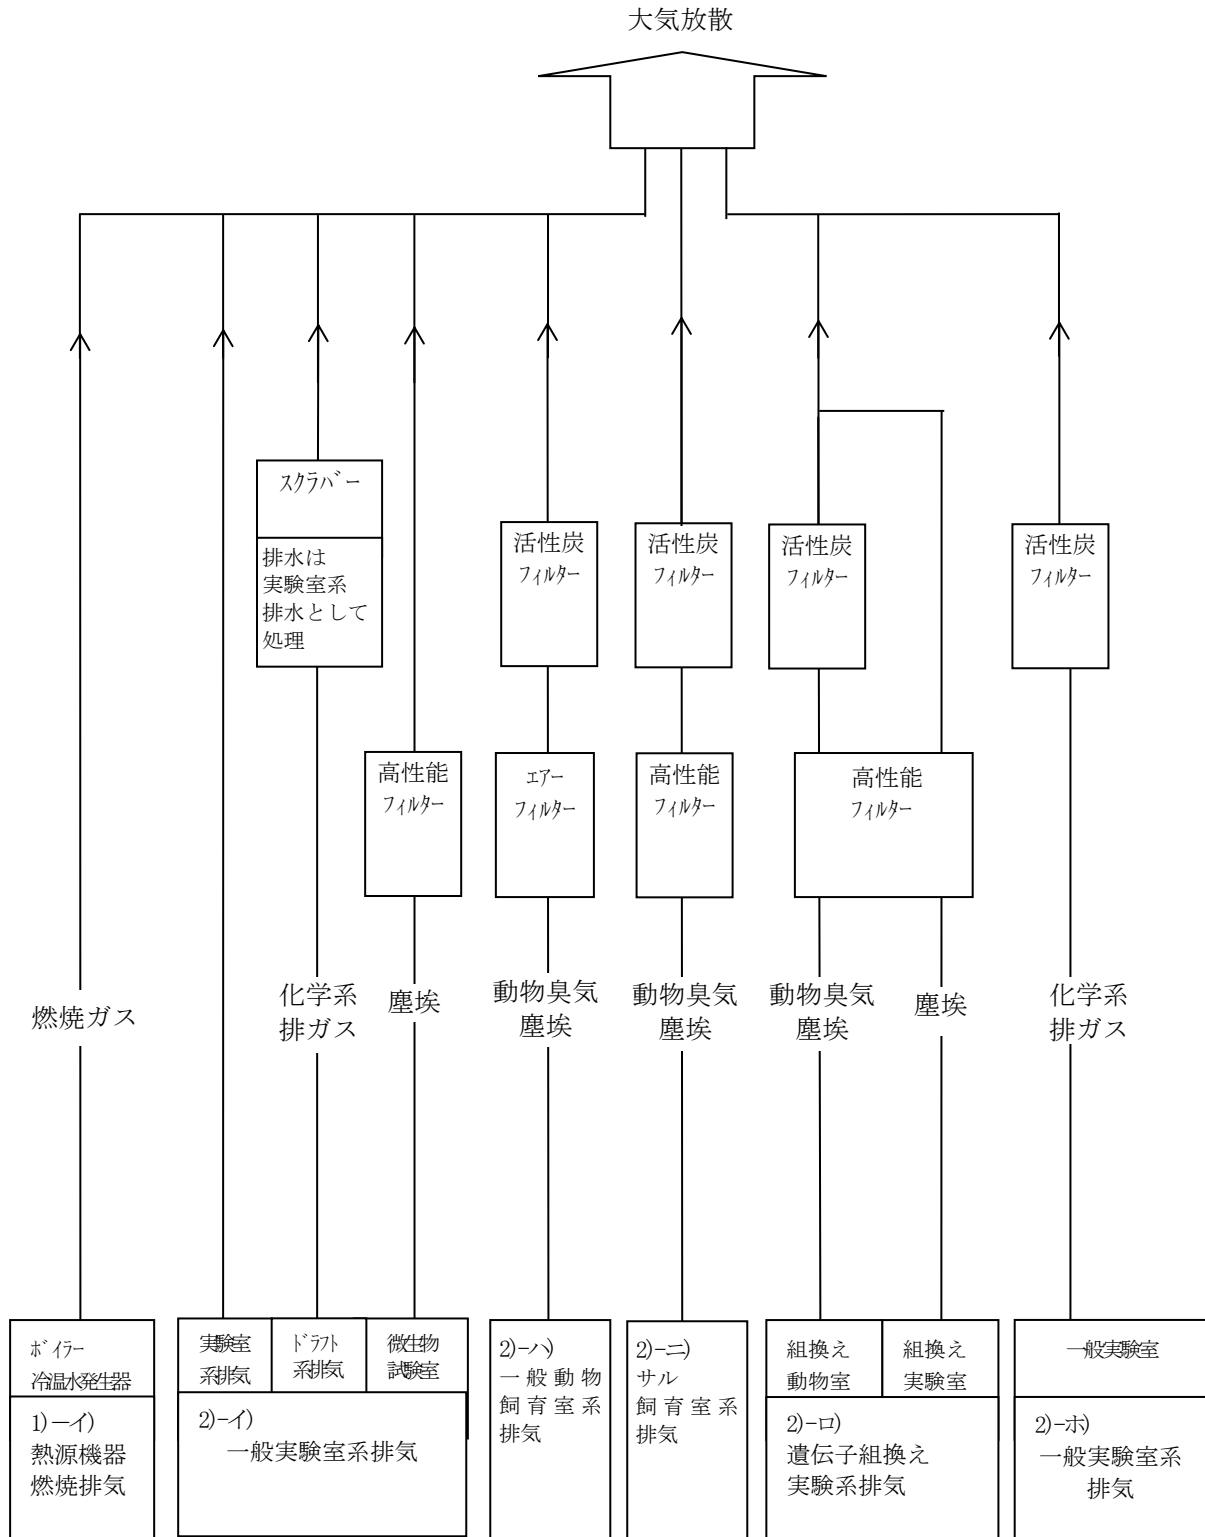 大気放散
スクラバー
排水は
実験室系
排水として
処理
活性炭
フィルター
活性炭
フィルター
活性炭
フィルター
活性炭
フィルター
高性能
フィルター
エアー
フィルター
高性能
フィルター
高性能
フィルター
燃焼ガス
化学系
排ガス
塵埃
動物臭気
塵埃
動物臭気
塵埃
動物臭気
塵埃
塵埃
化学系
排ガス
ボイラー
冷温水発生器
1)ーイ)
熱源機器
燃焼排気
実験室
系排気
ドラフト
系排気
微生物
試験室
2)-イ)
一般実験室系排気
2)-ハ)
一般動物
飼育室系
排気
2)-ニ)
サル
飼育室系
排気
組換え
動物室
組換え
実験室
2)-ロ)
遺伝子組換え
実験系排気
一般実験室
2)-ホ)
一般実験室系
排気